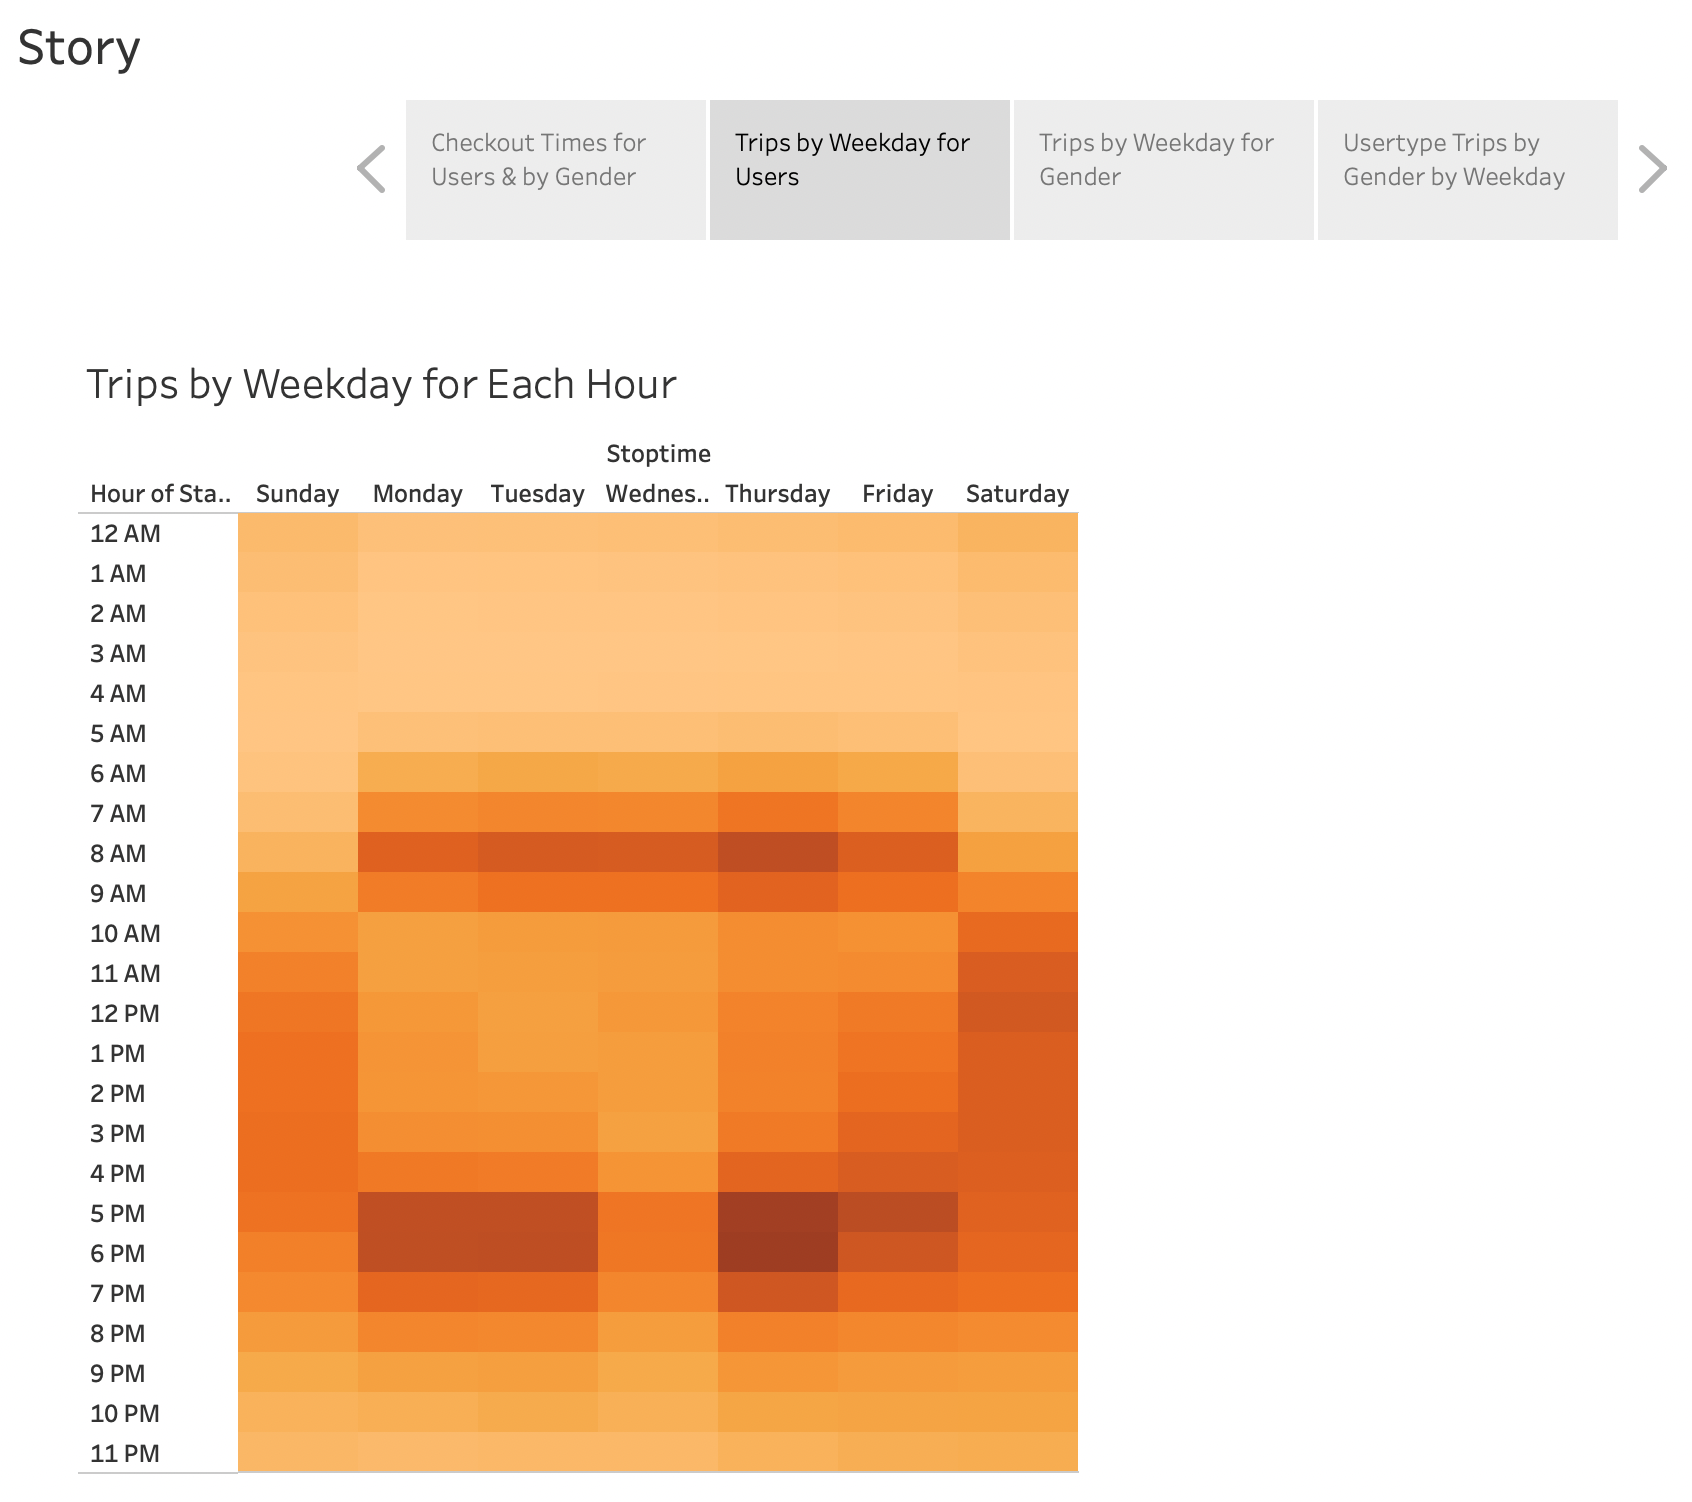 Story
Checkout Times for
Users & by Gender
Trips by Weekday for
Users
Trips by Weekday for
Gender
Usertype Trips by
Gender by Weekday
Trips by Weekday for Each Hour
Stoptime
Hour of Sta.. Sunday Monday Tuesday Wednes.. Thursday Friday Saturday
12 AM
1 AM
2 AM
3 AM
4 AM
5 AM
6 AM
7 AM
8 AM
9 AM
10 AM
11 AM
12 PM
1 PM
2 PM
3 PM
4 PM
5 PM
6 PM
7 PM
8 PM
9 PM
10 PM
11 PM